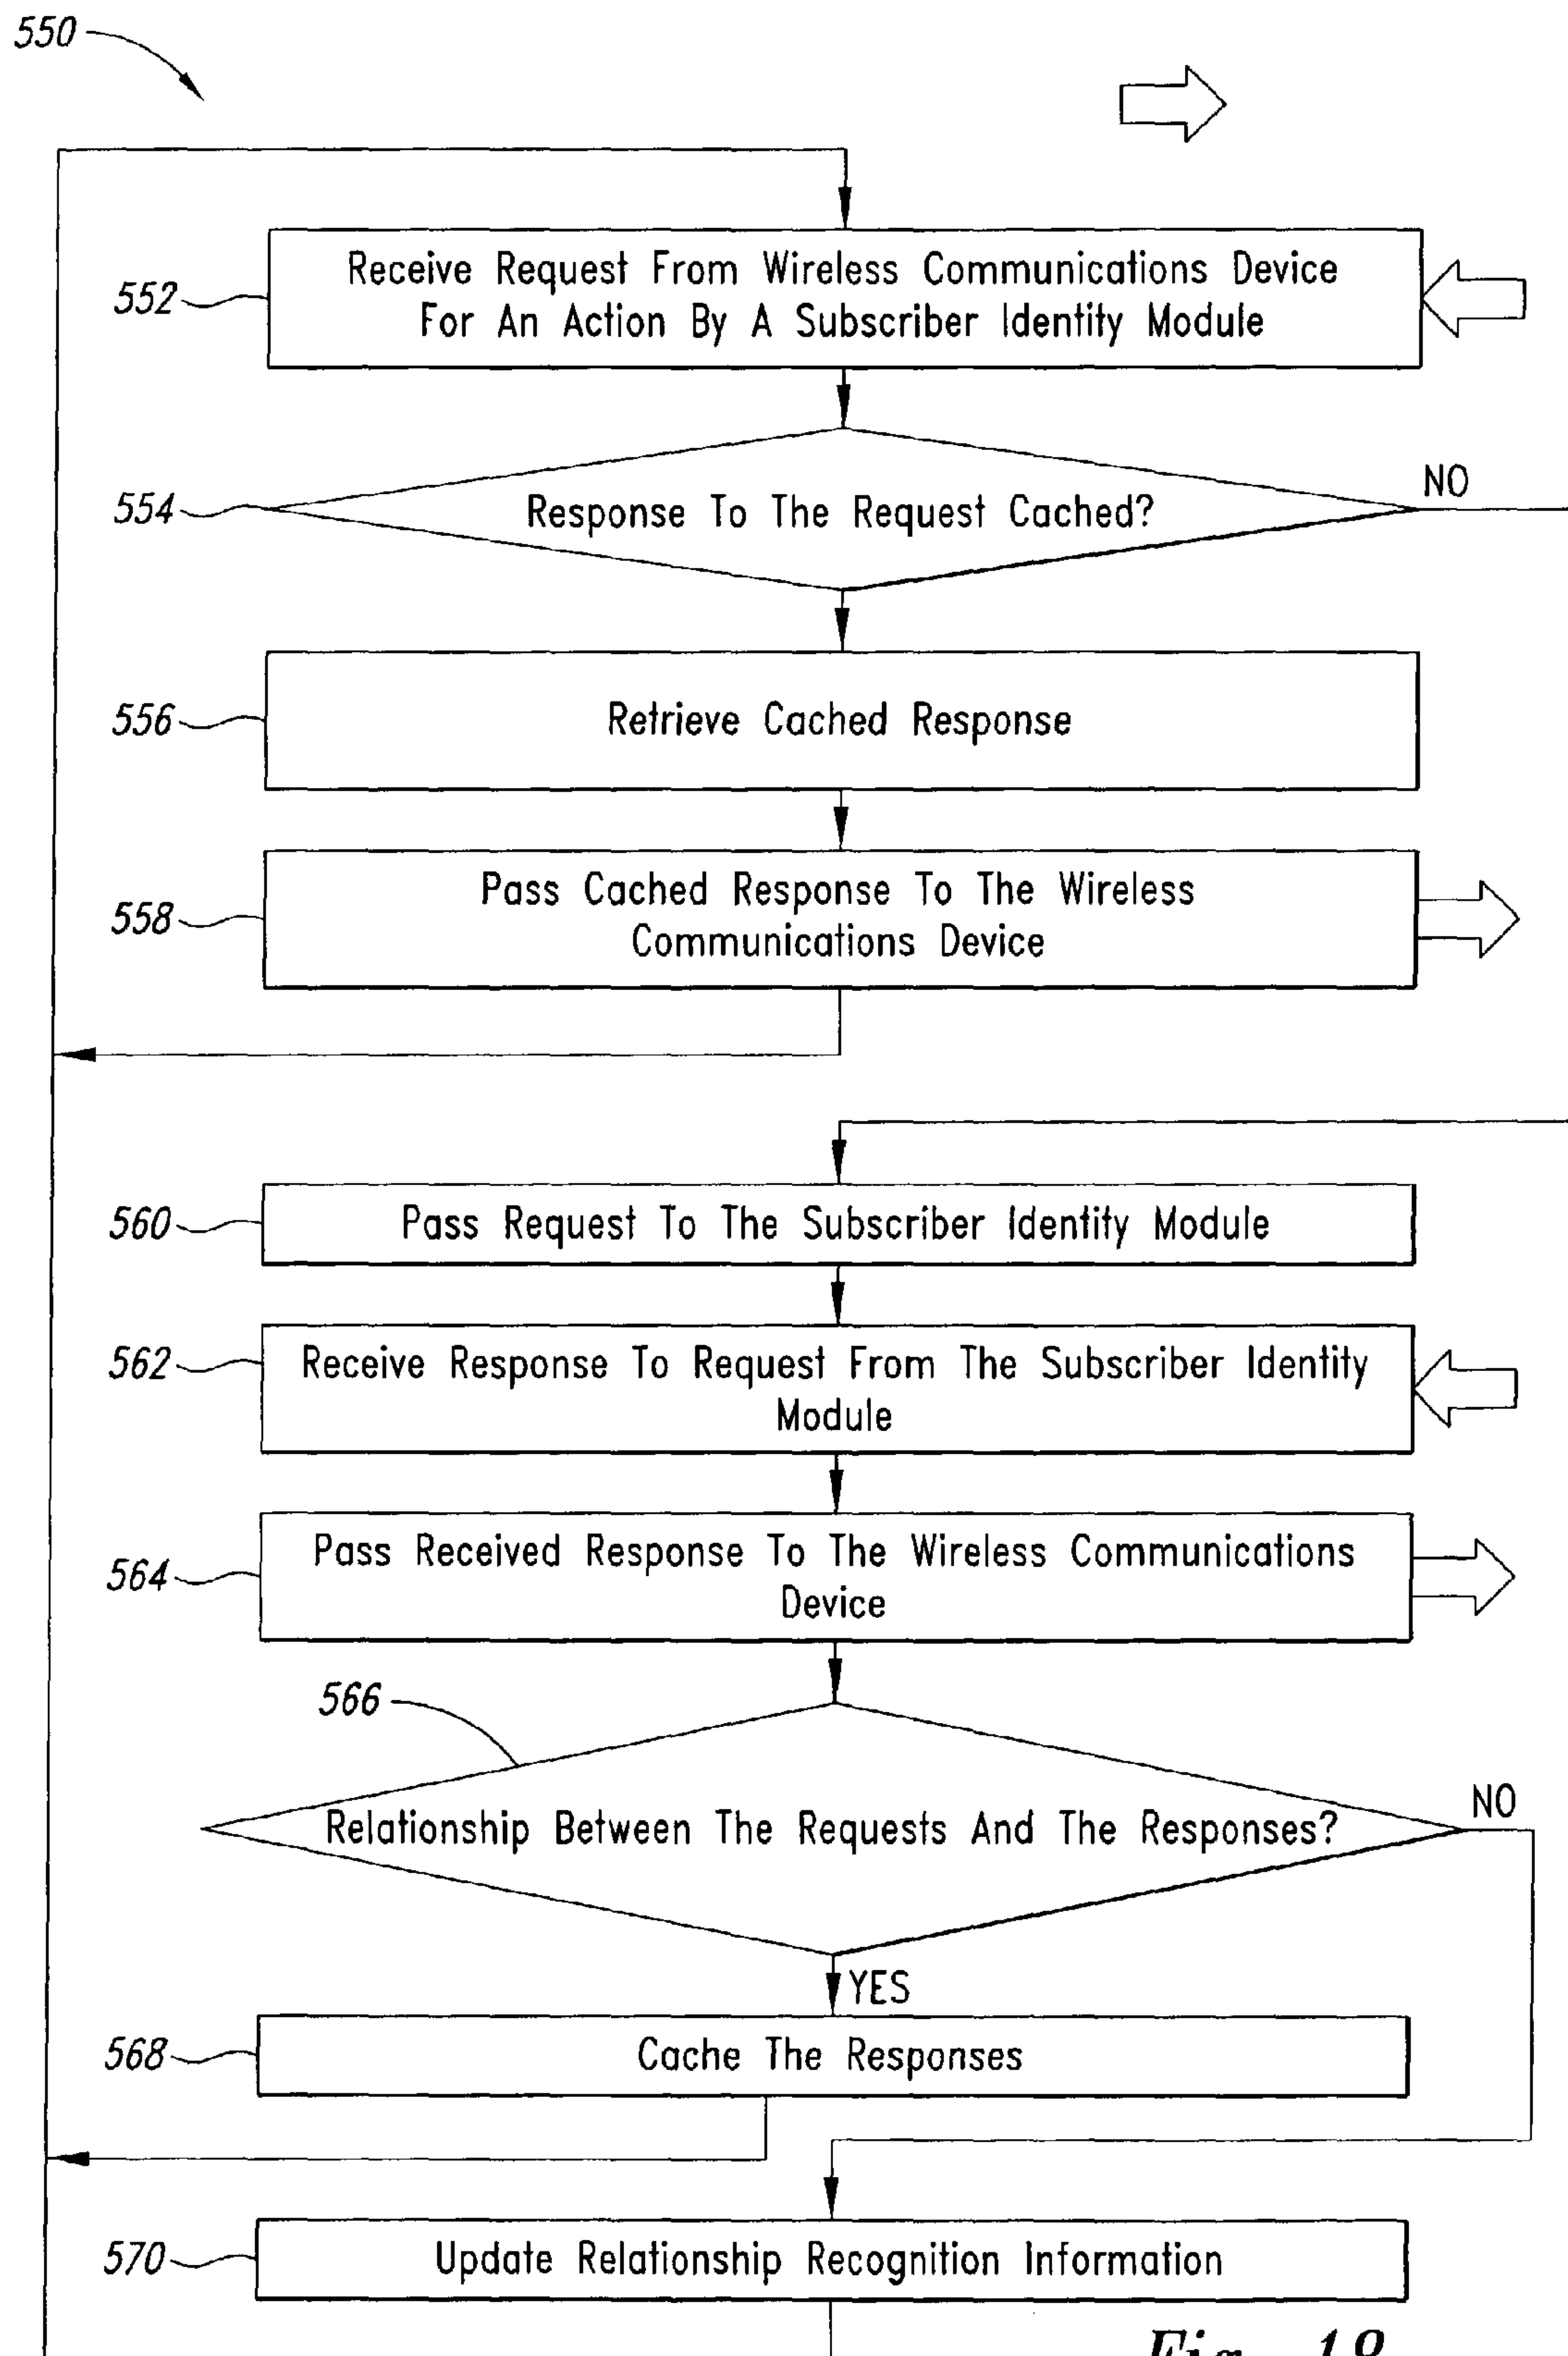 550
552
Receive Request From Wireless Communications Device
For An Action By A Subscriber Identity Module
554
Response To The Request Cached?
NO
556
Retrieve Cached Response
558
Pass Cached Response To The Wireless
Communications Device
560
Pass Request To The Subscriber Identity Module
562
Receive Response To Request From The Subscriber Identity
Module
564
Pass Received Response To The Wireless Communications
Device
566
Relationship Between The Requests And The Responses?
NO
YES
568
Cache The Responses
570
Update Relationship Recognition Information
Fig.